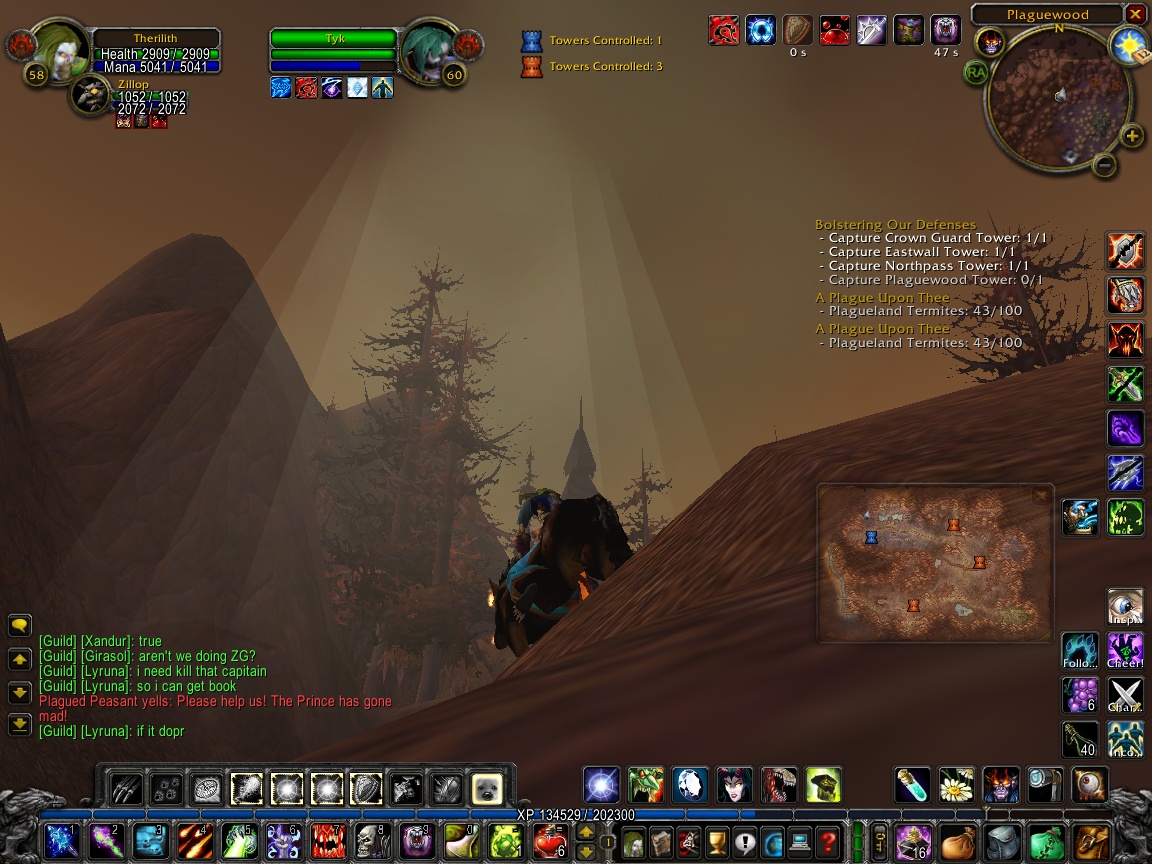 Therilith
Health 2909 / 2909
Mana 5041 / 5041
58
Zillop
1052 / 1052
2072 / 2072
Tyk
60
Towers Controlled: 1
Towers Controlled: 3
0 s
47 s
Plaguewood
N
RA
Bolstering Our Defenses
- Capture Crown Guard Tower: 1/1
- Capture Eastwall Tower: 1/1
- Capture Northpass Tower: 1/1
- Capture Plaguewood Tower: 0/1
A Plague Upon Thee
- Plagueland Termites: 43/100
A Plague Upon Thee
- Plagueland Termites: 43/100
[Guild] [Xandur]: true
[Guild] [Girasol]: aren't we doing ZG?
[Guild] [Lyruna]: i need kill that capitain
[Guild] [Lyruna]: so i can get book
Plagued Peasant yells: Please help us! The Prince has gone
mad!
[Guild] [Lyruna]: if it dopr
Insp..
Follo...
Cheer!
6
Char..
40
XP 134529 / 202300
1
2
3
4
5
6
7
8
9
0
-
=
6
1
16